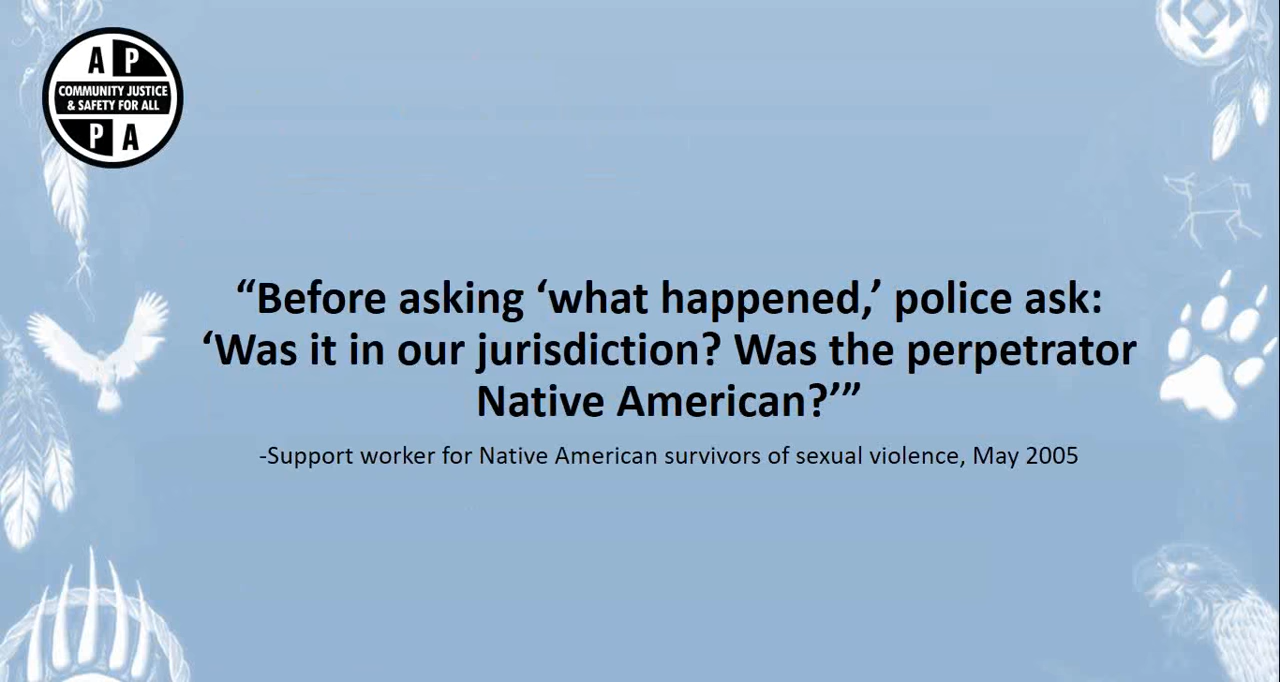 A P
COMMUNITY JUSTICE
& SAFETY FOR ALL
P A
“Before asking ‘what happened,’ police ask:
‘Was it in our jurisdiction? Was the perpetrator
Native American?’”
-Support worker for Native American survivors of sexual violence, May 2005